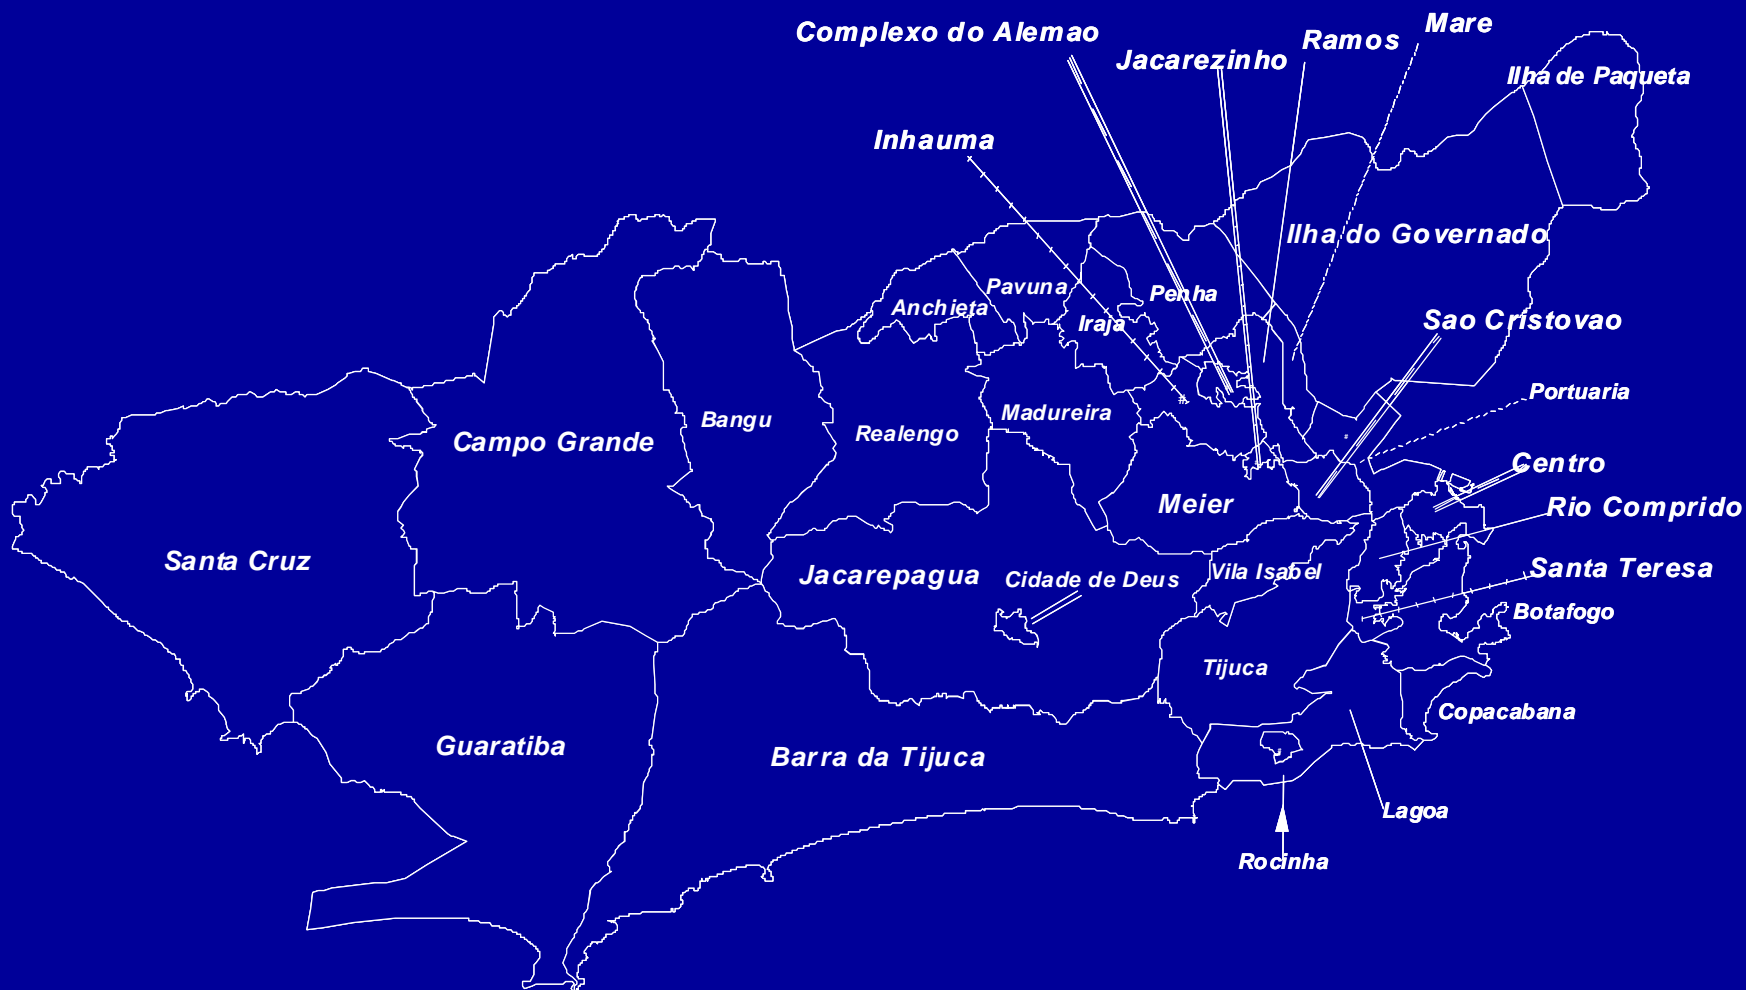 Mare
Complexo do Alemao
Ramos
Jacarezinho
Ilha de Paqueta
Inhauma
Ilha do Governado
Pavuna
Penha
Anchieta
Iraja
Sao Cristovao
Portuaria
Madureira
Bangu
Realengo
Campo Grande
Centro
Meier
Rio Comprido
Santa Cruz
Jacarepagua
Cidade de Deus
Vila Isabel
Santa Teresa
Botafogo
Tijuca
Copacabana
Guaratiba
Barra da Tijuca
Lagoa
Rocinha